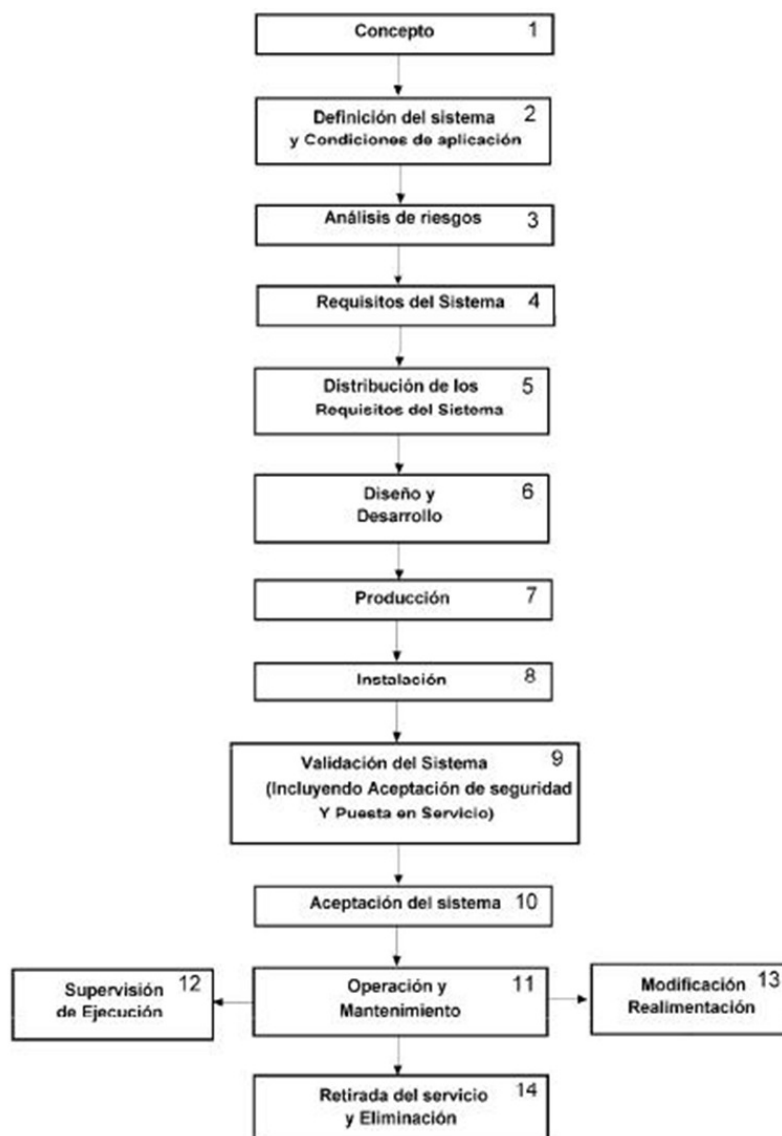 Concepto 1
Definición del sistema 2
y Condiciones de aplicación
Análisis de riesgos 3
Requisitos del Sistema 4
Distribución de los 5
Requisitos del Sistema
Diseño y 6
Desarrollo
Producción 7
Instalación 8
Validación del Sistema 9
(Incluyendo Aceptación de seguridad
Y Puesta en Servicio)
Aceptación del sistema 10
Supervisión 12
de Ejecución
Operación y 11
Mantenimiento
Modificación 13
Realimentación
Retirada del servicio 14
y Eliminación